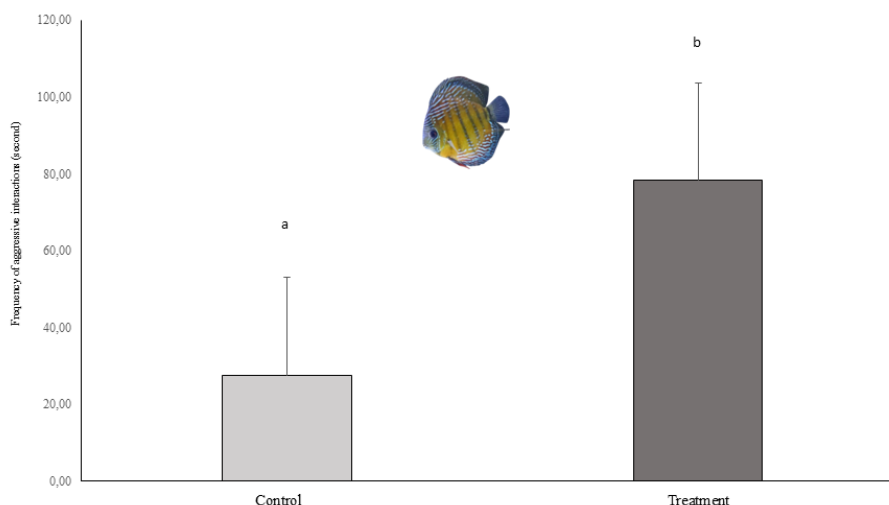 Frequency of aggressive interactions (second)
120,00
100,00
80,00
60,00
40,00
20,00
0,00
a
b
Control
Treatment